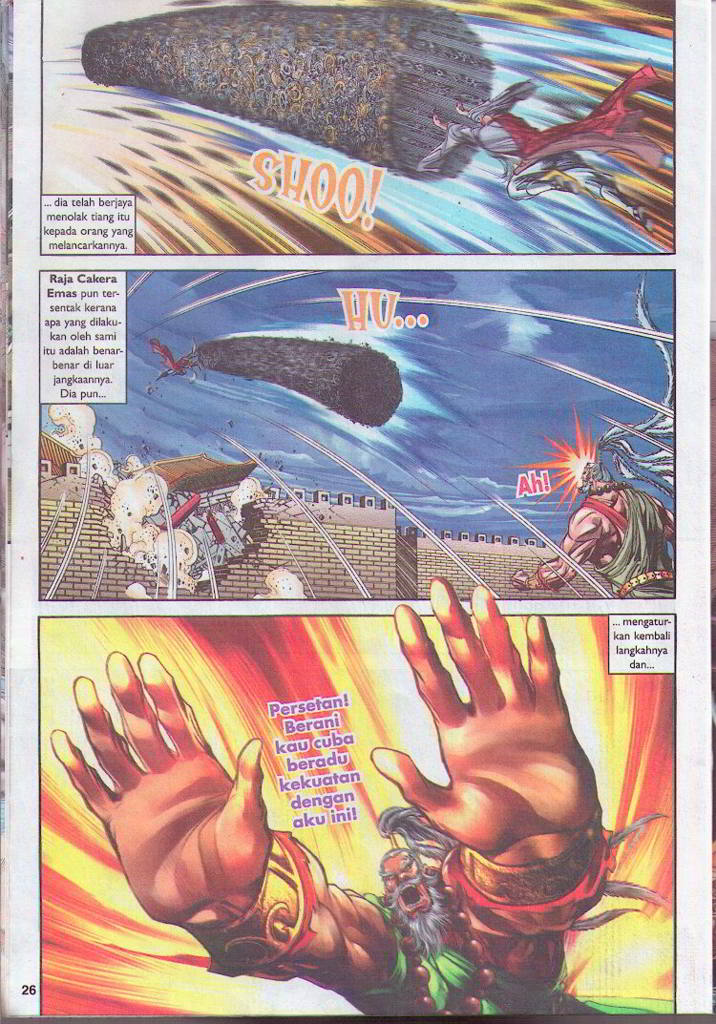 SHOO!
... dia telah berjaya
menolak tiang itu
kepada orang yang
melancarkannya.
Raja Cakera
Emas pun ter-
sentak kerana
apa yang dilaku-
kan oleh sami
itu adalah benar-
benar di luar
jangkaannya.
Dia pun...
HU...
Ah!
... mengatur-
kan kembali
langkahnya
dan...
Persetan!
Berani
kau cuba
beradu
kekuatan
dengan
aku ini!
26